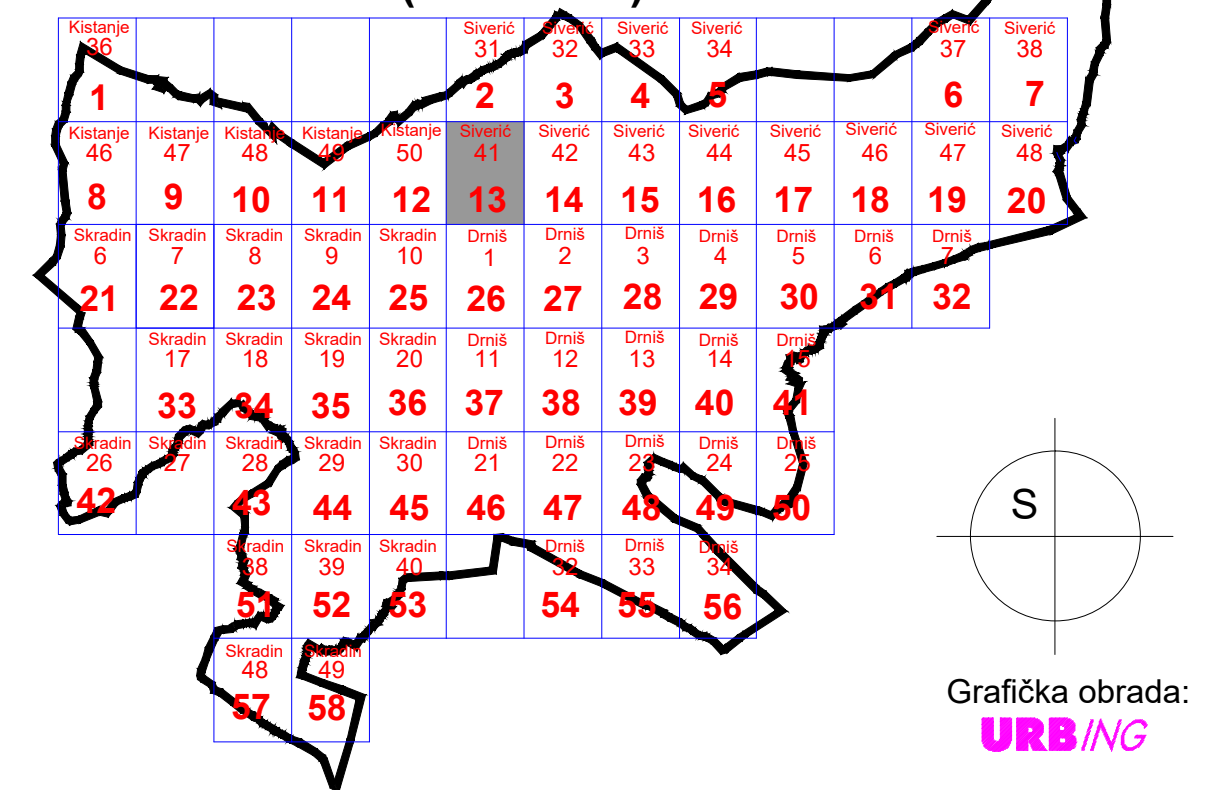 Kistanje Siverić Siverić Siverić Siverić Siverić Siverić
36 31 32 33 34 37 38
1 2 3 4 5 6 7
Kistanje Kistanje Kistanje Kistanje Kistanje Siverić Siverić Siverić Siverić Siverić Siverić Siverić Siverić
46 47 48 49 50 41 42 43 44 45 46 47 48
8 9 10 11 12 13 14 15 16 17 18 19 20
Skradin Skradin Skradin Skradin Skradin Drniš Drniš Drniš Drniš Drniš Drniš Drniš
6 7 8 9 10 1 2 3 4 5 6 7
21 22 23 24 25 26 27 28 29 30 31 32
Skradin Skradin Skradin Skradin Drniš Drniš Drniš Drniš Drniš
17 18 19 20 11 12 13 14 15
33 34 35 36 37 38 39 40 41
Skradin Skradin Skradin Skradin Skradin Drniš Drniš Drniš Drniš Drniš
26 27 28 29 30 21 22 23 24 25
42 43 44 45 46 47 48 49 50
Skradin Skradin Skradin Drniš Drniš Drniš
38 39 40 32 33 34
51 52 53 54 55 56
Skradin Skradin
48 49
57 58
S
Grafička obrada:
URBING